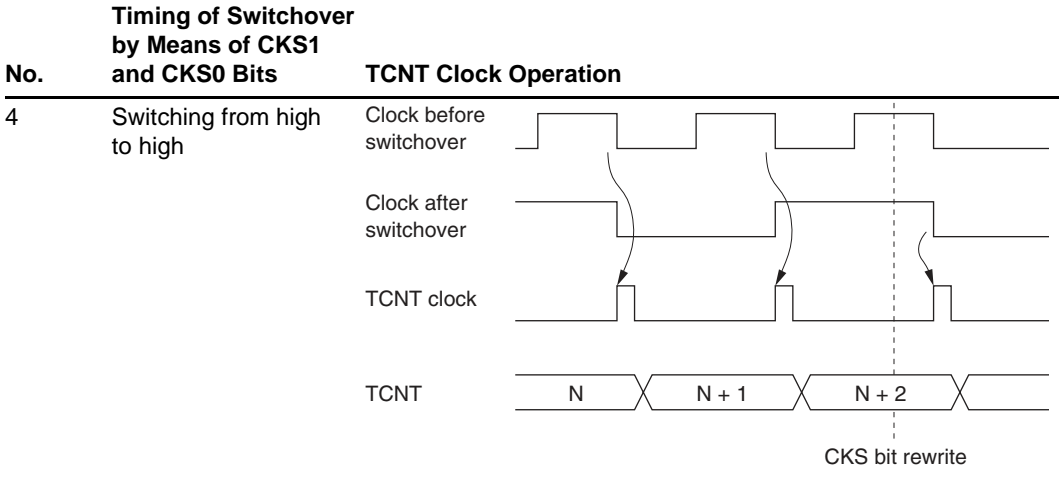 No.
Timing of Switchover
by Means of CKS1
and CKS0 Bits
TCNT Clock Operation
4
Switching from high
to high
Clock before
switchover
Clock after
switchover
TCNT clock
TCNT
N
N + 1
N + 2
CKS bit rewrite